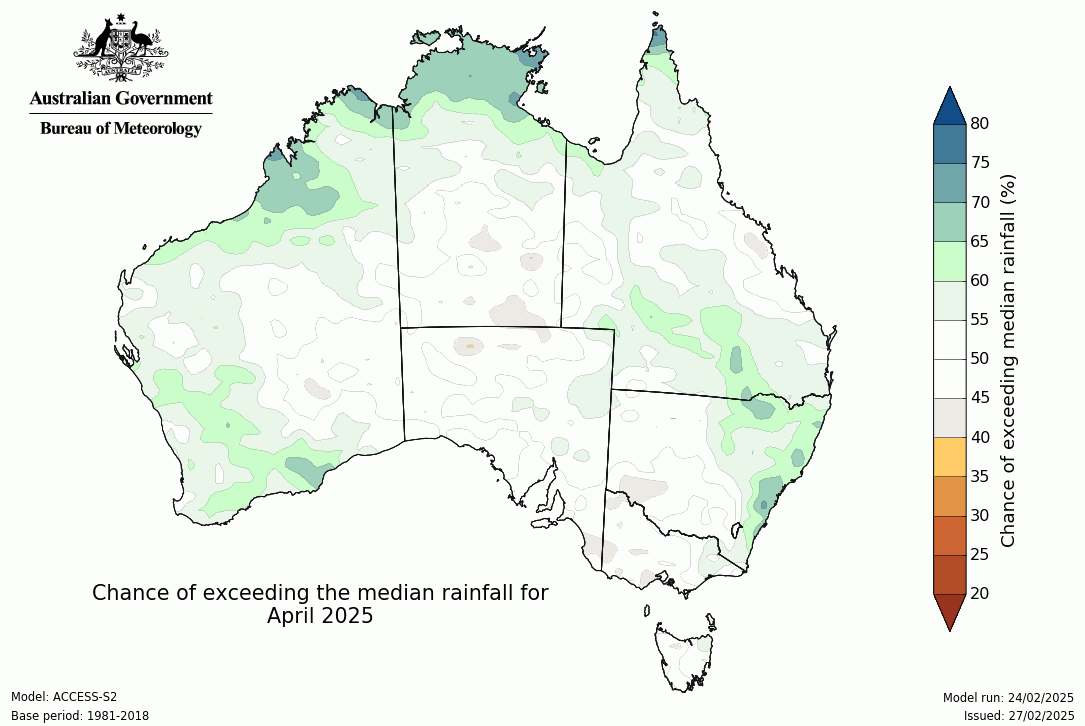 Australian Government
Bureau of Meteorology
80
75
70
65
60
55
50
45
40
35
30
25
20
Chance of exceeding median rainfall (%)
Chance of exceeding the median rainfall for
April 2025
Model: ACCESS-S2
Base period: 1981-2018
Model run: 24/02/2025
Issued: 27/02/2025